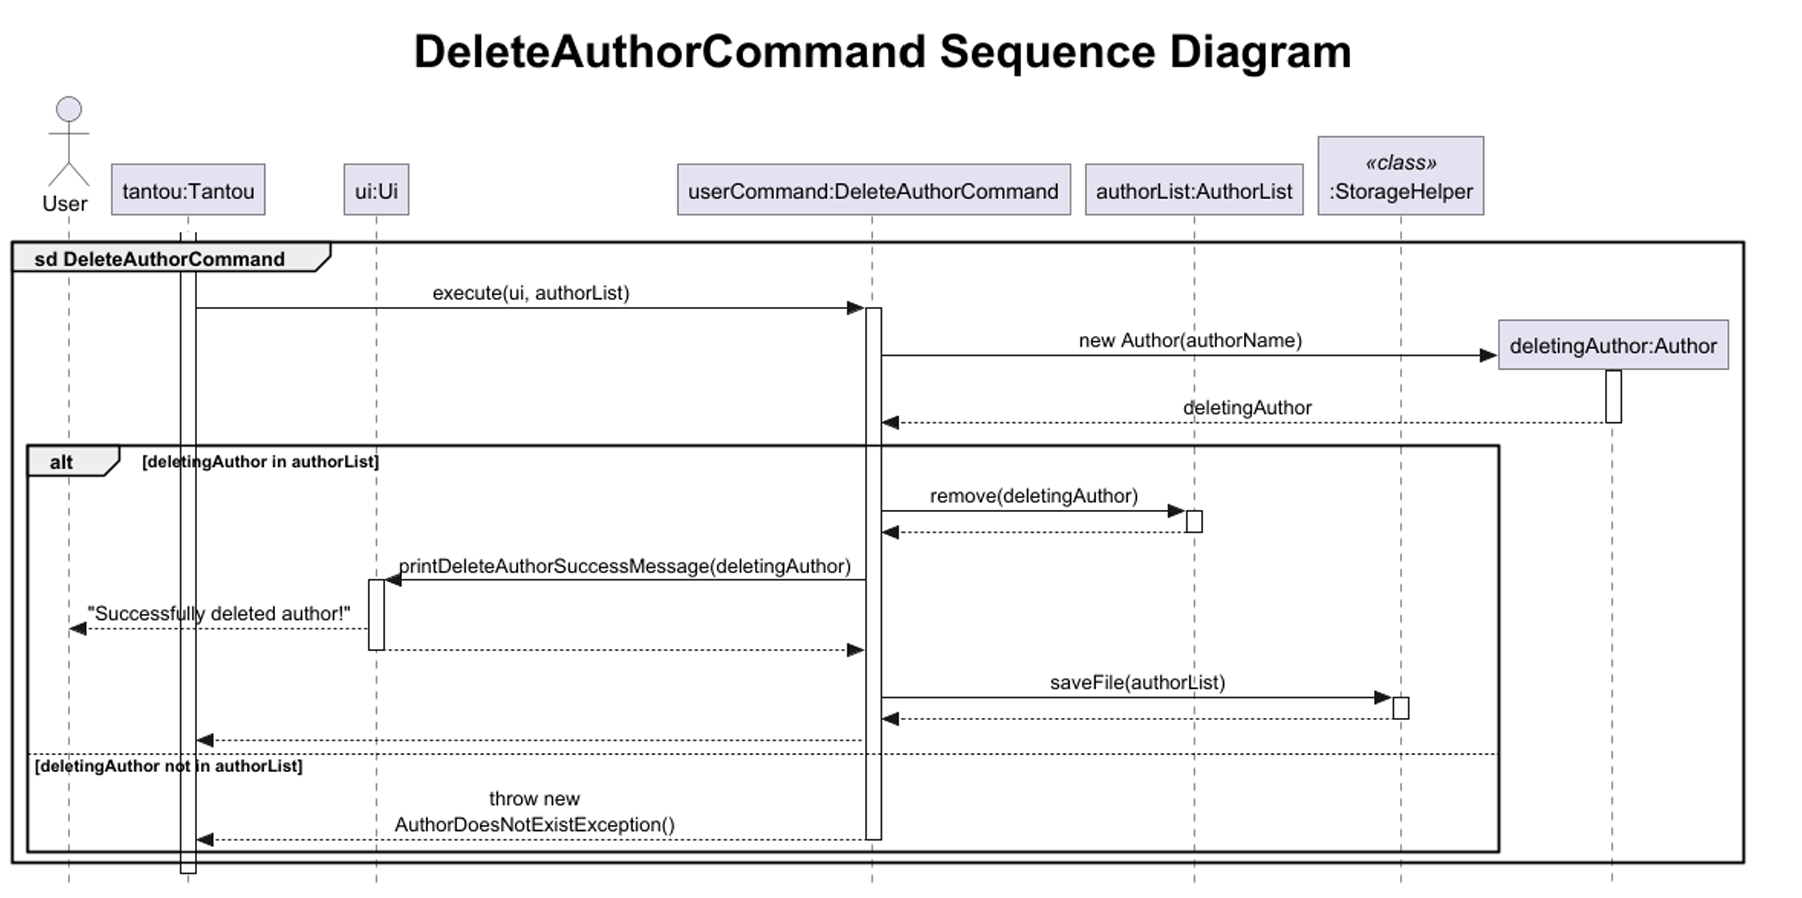 DeleteAuthorCommand Sequence Diagram
«class»
User
tantou:Tantou
ui:Ui
userCommand:DeleteAuthorCommand
authorList:AuthorList
:StorageHelper
sd DeleteAuthorCommand
execute(ui, authorList)
new Author(authorName)
deletingAuthor:Author
deletingAuthor
alt
[deletingAuthor in authorList]
remove(deletingAuthor)
printDeleteAuthorSuccessMessage(deletingAuthor)
"Successfully deleted author!"
saveFile(authorList)
[deletingAuthor not in authorList]
throw new
AuthorDoesNotExistException()